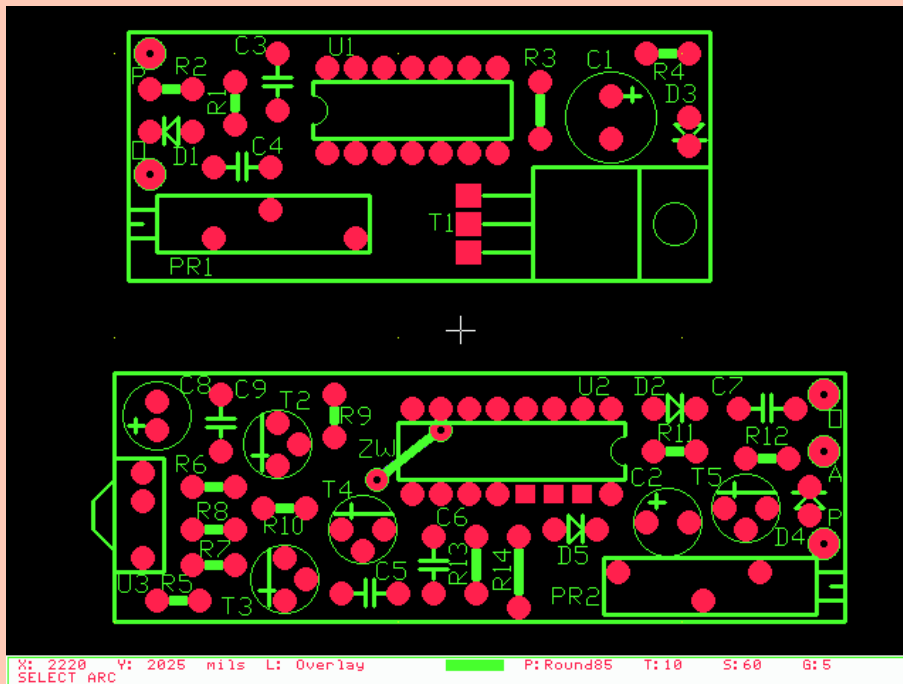 C3 U1 R3 C1
P R2 R1 R4 D3
O D1 C4
T1
PR1
C8 C9 T2 R9 U2 D2 C7 O
ZW R11 R12 A
R6 T4 C2 T5 P
R8 R10 C6 D5 D4
R7 C5 R13 R14
U3 R5 T3 PR2
X: 2220 Y: 2025 mils L: Overlay P:Round85 T:10 S:60 G:5
SELECT ARC